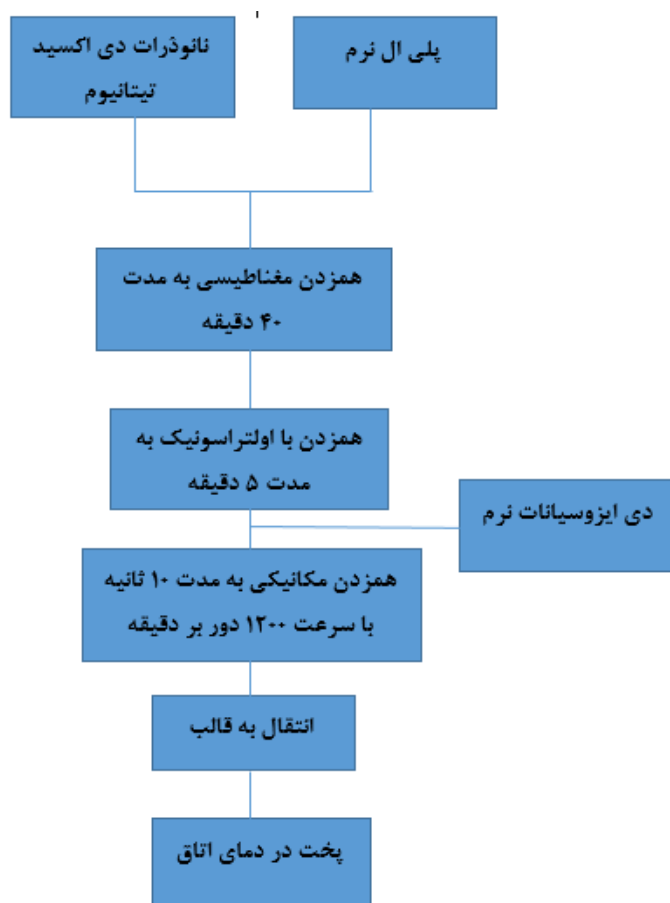 نانوذرات دی اکسید
تیتانیوم
پلی ال نرم
همزدن مغناطیسی به مدت
۴۰ دقیقه
همزدن با اولتراسونیک به
مدت ۵ دقیقه
دی ایزوسیانات نرم
همزدن مکانیکی به مدت ۱۰ ثانیه
با سرعت ۱۲۰۰ دور بر دقیقه
انتقال به قالب
پخت در دمای اتاق